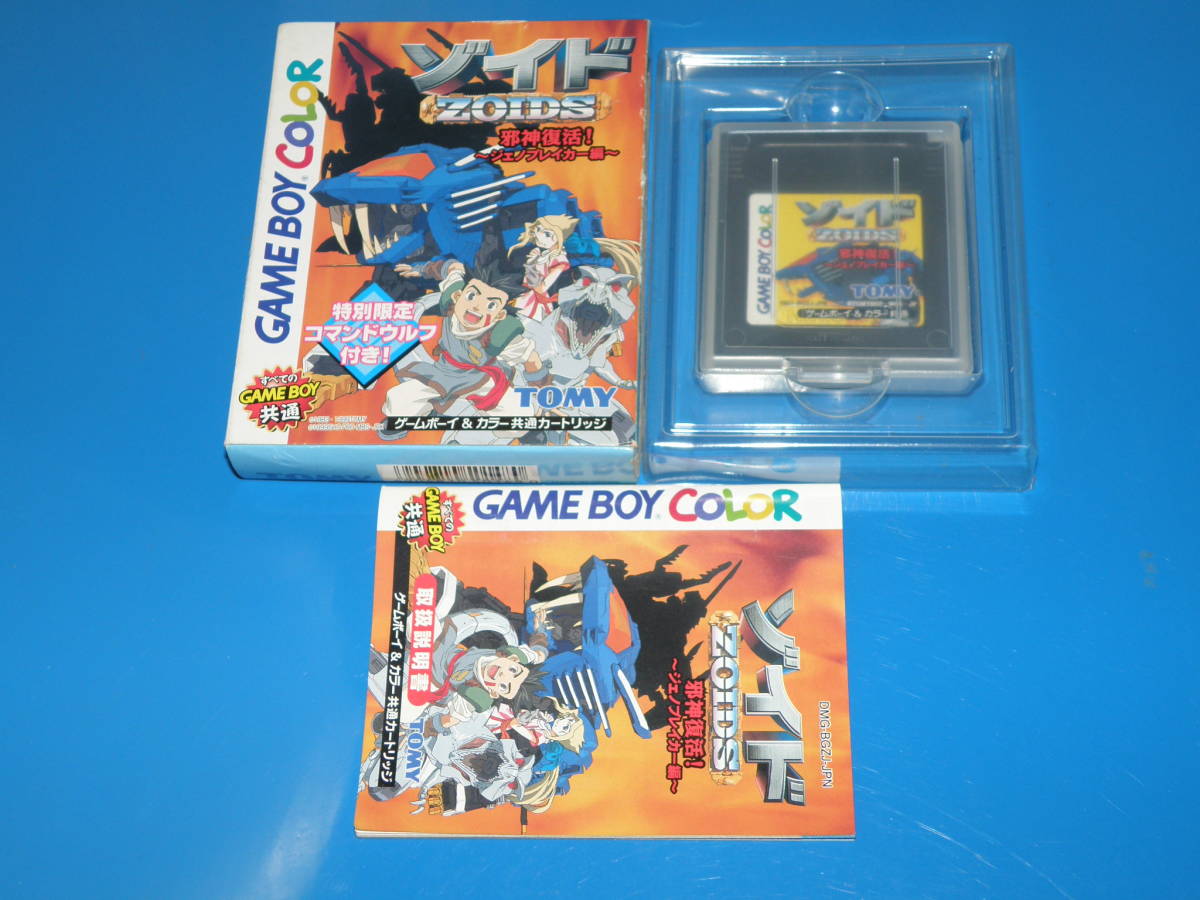 GAME BOY COLOR
ゾイド
ZOIDS
邪神復活!
～ジェノブレイカー編～
特別限定
コマンドウルフ
付き!
すべての
GAME BOY
共通
TOMY
ゲームボーイ & カラー 共通カートリッジ
GAME BOY COLOR
ゾイド
ZOIDS
邪神復活
TOMY
ゲームボーイ & カラー 共通
GAME BOY COLOR
すべての
GAME BOY
共通
ゾイド
ZOIDS
邪神復活!
～ジェノブレイカー編～
DMG-BGZJ-JPN
取扱説明書
TOMY
ゲームボーイ & カラー 共通カートリッジ